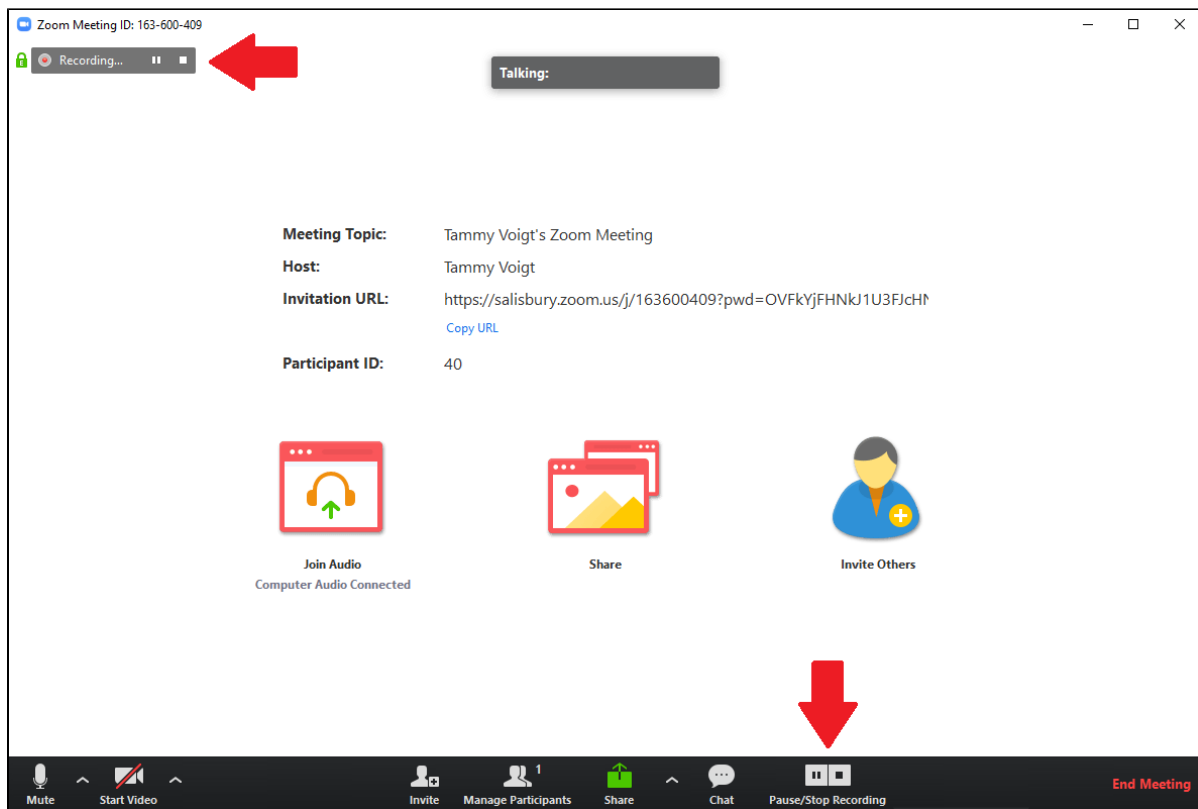 Zoom Meeting ID: 163-600-409
Recording...
Talking:
Meeting Topic: Tammy Voigt's Zoom Meeting
Host: Tammy Voigt
Invitation URL: https://salisbury.zoom.us/j/163600409?pwd=OVFkYjFHNkJ1U3FJcHN
Copy URL
Participant ID: 40
Join Audio Share Invite Others
Computer Audio Connected
1
Mute Start Video Invite Manage Participants Share Chat Pause/Stop Recording End Meeting